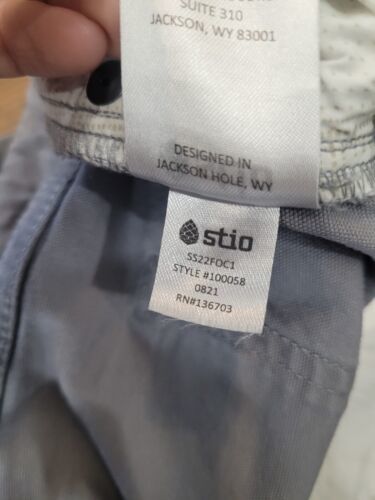 SUITE 310
JACKSON, WY 83001
DESIGNED IN
JACKSON HOLE, WY
stio
SS22FOC1
STYLE #100058
0821
RN#136703